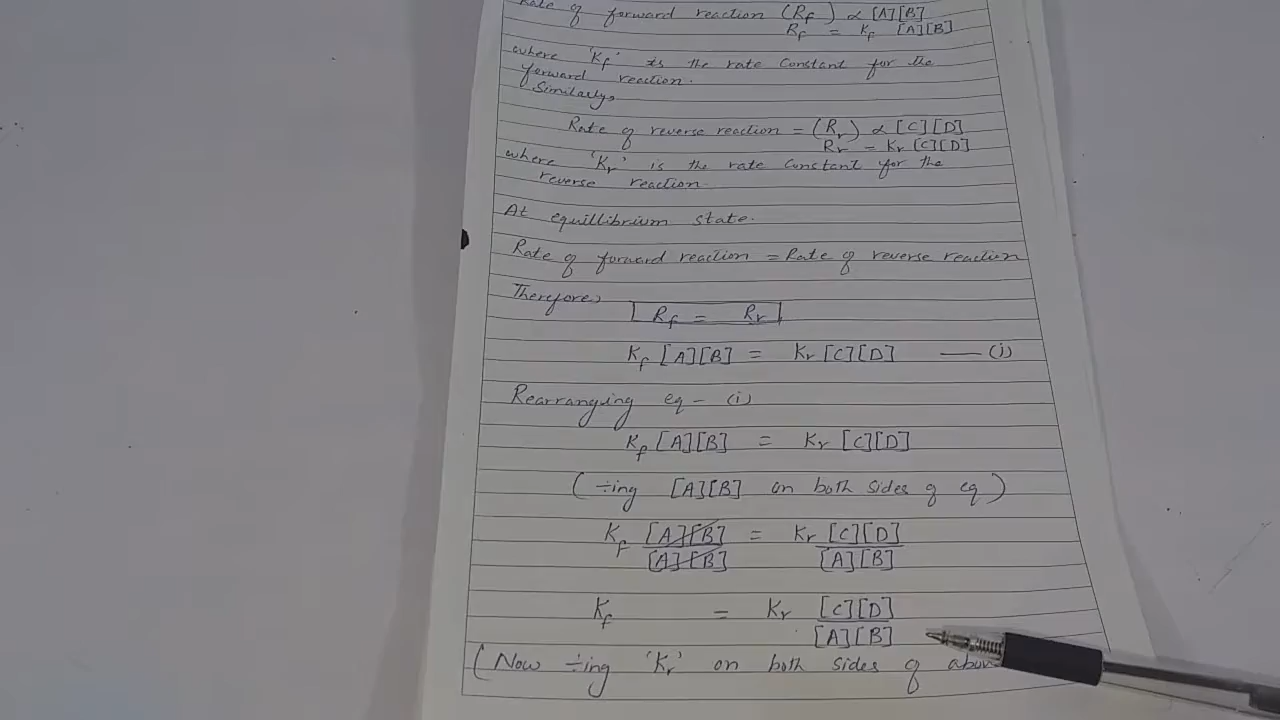 Rate of forward reaction (Rf) ∝ [A][B]
Rf = Kf [A][B]
where 'Kf' is the rate Constant for the
forward reaction.
Similarly,
Rate of reverse reaction = (Rr) ∝ [C][D]
Rr = Kr [C][D]
where 'Kr' is the rate Constant for the
reverse reaction.
At equillibrium state.
Rate of forward reaction = Rate of reverse reaction
Therefore,
Rf = Rr
Kf [A][B] = Kr [C][D] — (i)
Rearranging eq - (i)
Kf [A][B] = Kr [C][D]
(÷ing [A][B] on both sides of eq)
Kf [A][B] = Kr [C][D]
[A][B] [A][B]
Kf = Kr [C][D]
[A][B]
(Now ÷ing 'Kr' on both sides of